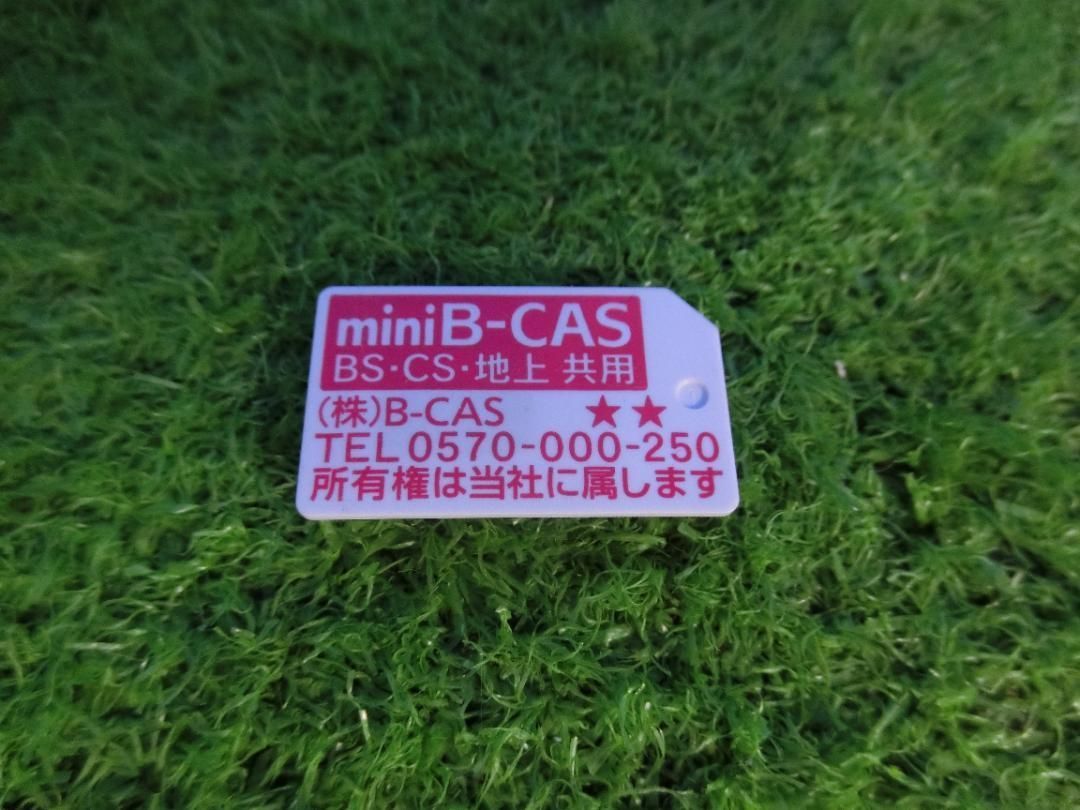 miniB-CAS
BS・CS・地上 共用
(株)B-CAS ★★
TEL 0570-000-250
所有権は当社に属します